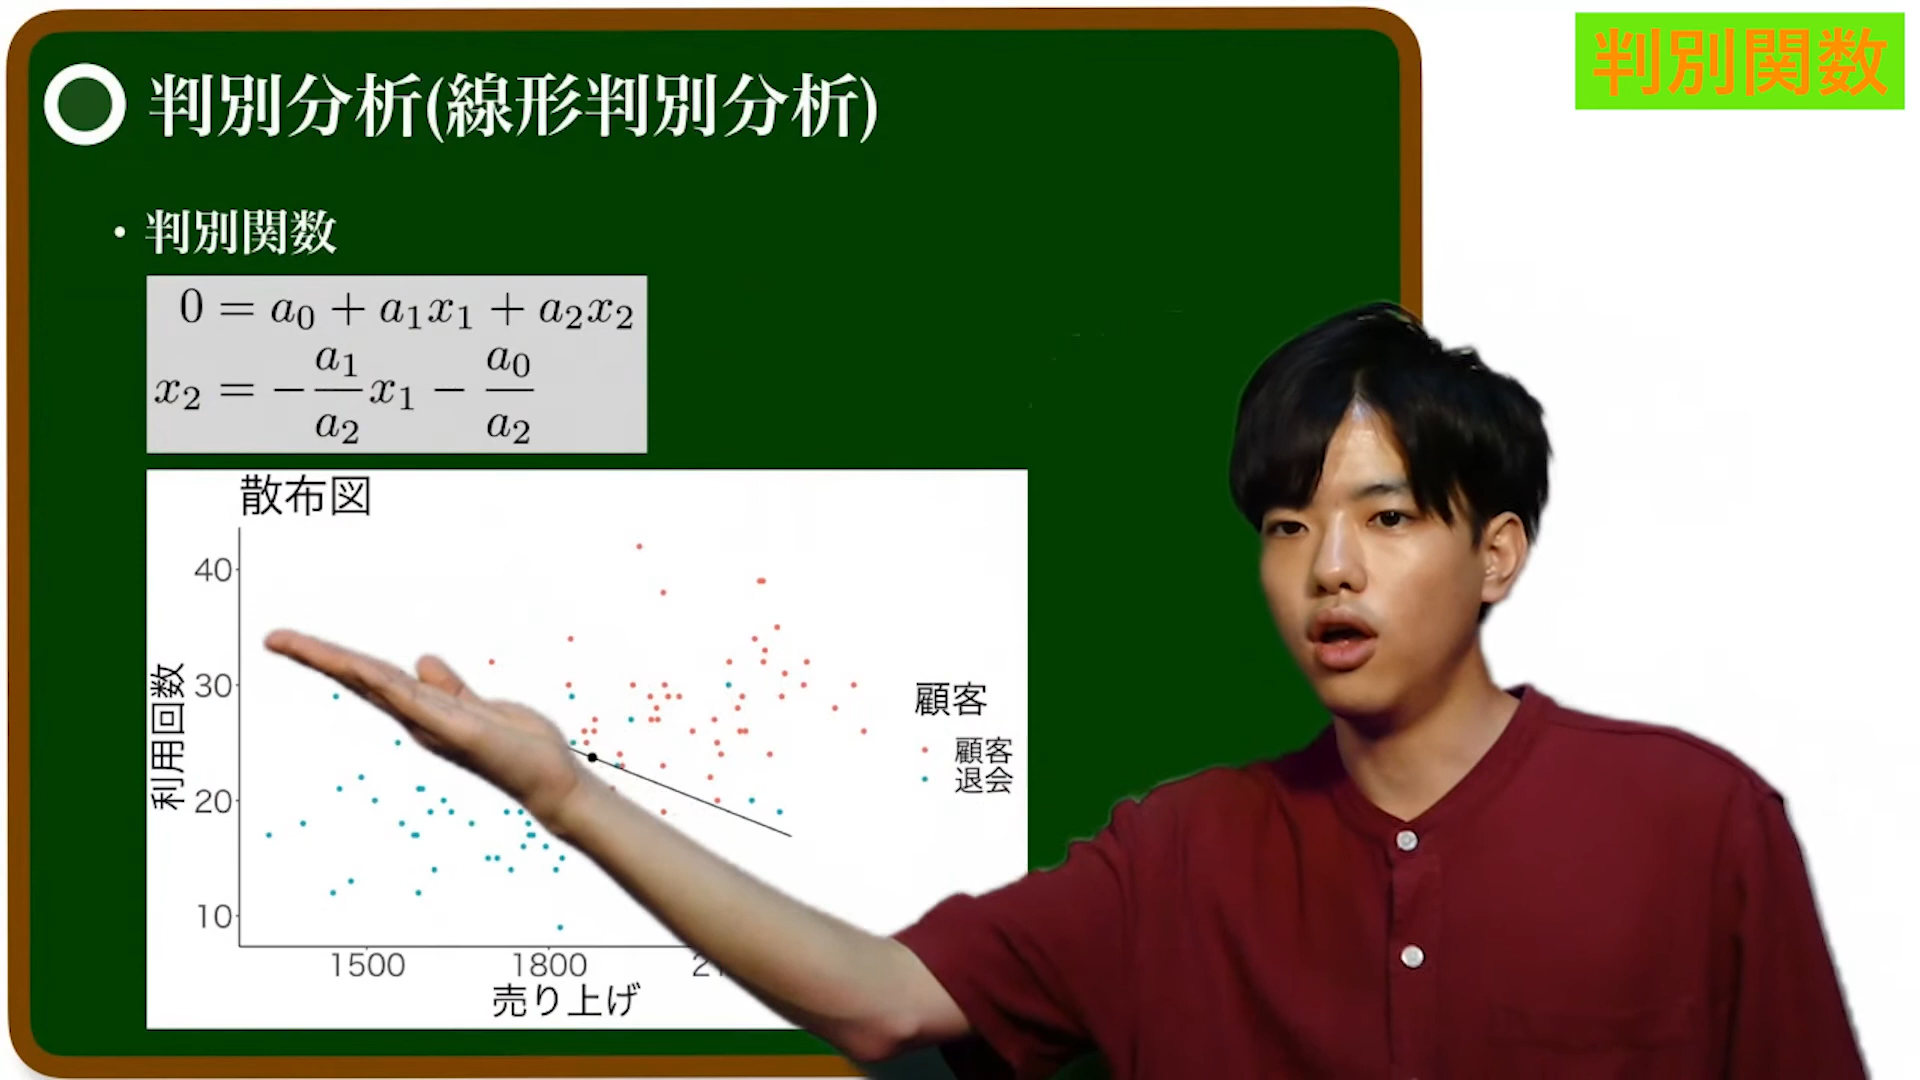 判別関数
判別分析(線形判別分析)
・判別関数
0 = a₀ + a₁x₁ + a₂x₂
x₂ = -a₁/a₂ x₁ - a₀/a₂
散布図
40
30
20
10
利用回数
1500 1800
売り上げ
顧客
顧客
退会